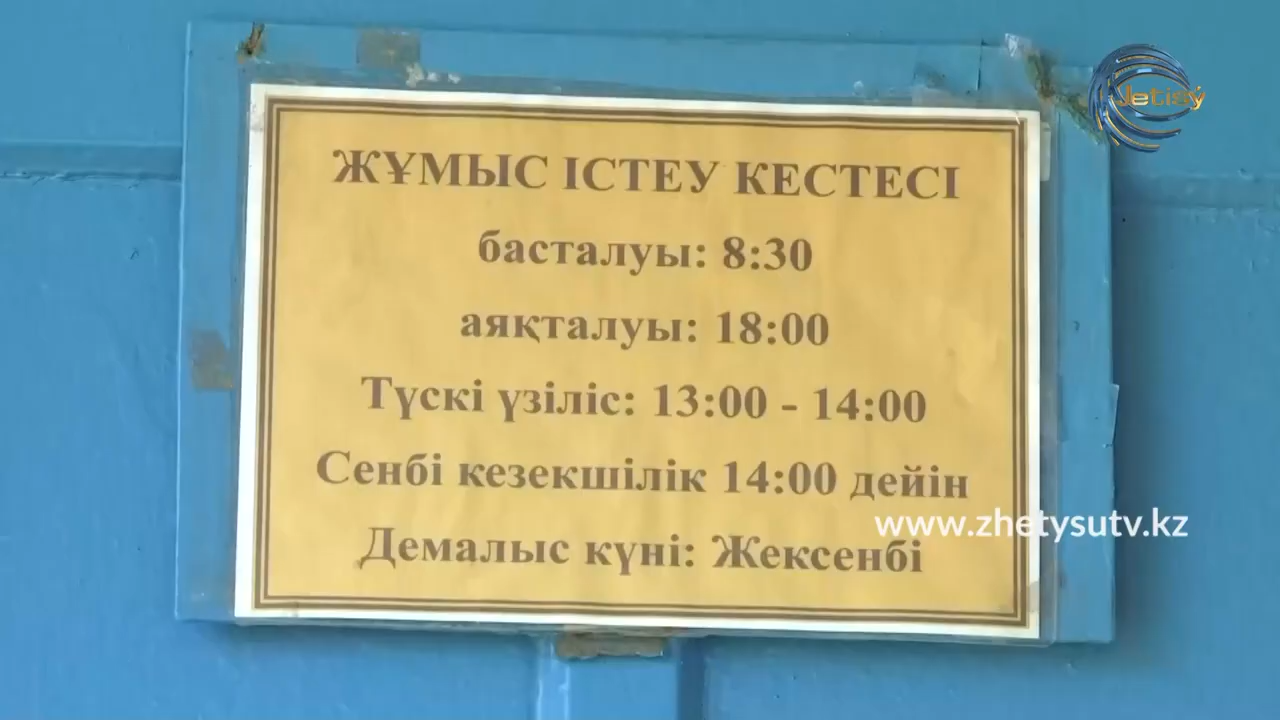 Jetisý
ЖҰМЫС ІСТЕУ КЕСТЕСІ
басталуы: 8:30
аяқталуы: 18:00
Түскі үзіліс: 13:00 - 14:00
Сенбі кезекшілік 14:00 дейін
www.zhetysutv.kz
Демалыс күні: Жексенбі